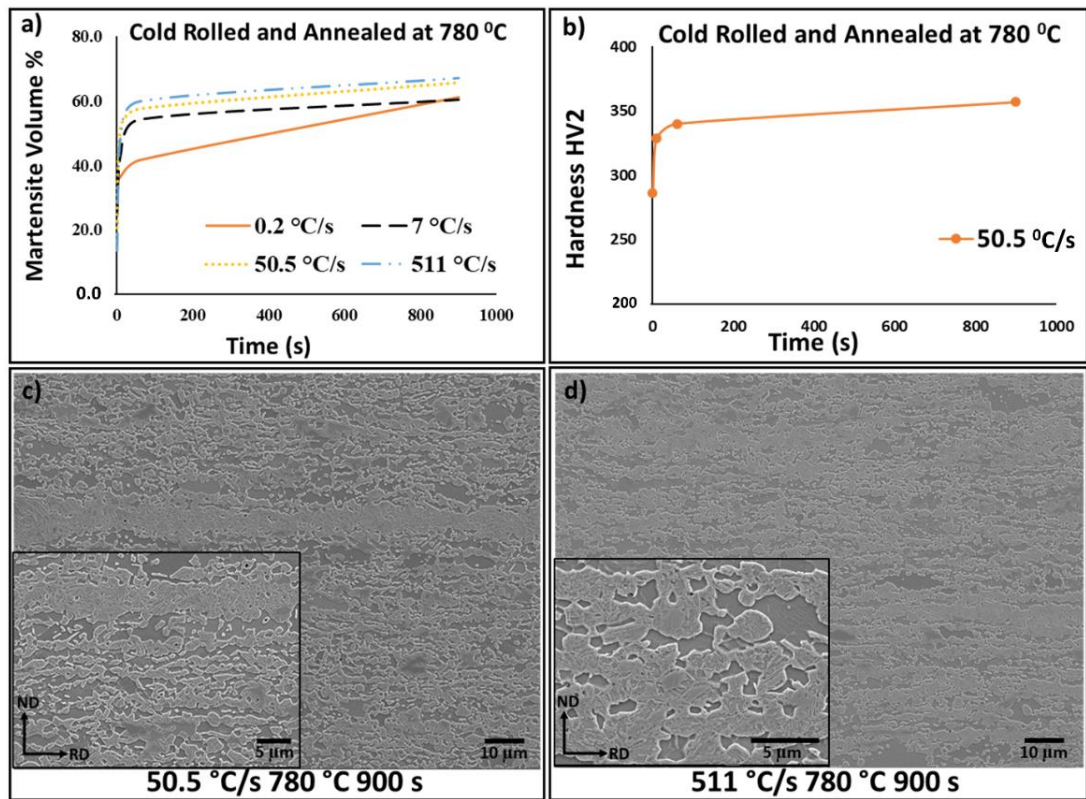 a)
Cold Rolled and Annealed at 780 ⁰C
Martensite Volume %
80.0
60.0
40.0
20.0
0.0
0.2 °C/s
7 °C/s
50.5 °C/s
511 °C/s
0 200 400 600 800 1000
Time (s)
b)
Cold Rolled and Annealed at 780 ⁰C
Hardness HV2
400
350
300
250
200
50.5 ⁰C/s
0 200 400 600 800 1000
Time (s)
c)
ND
RD
5 µm
10 µm
50.5 °C/s 780 °C 900 s
d)
ND
RD
5 µm
10 µm
511 °C/s 780 °C 900 s